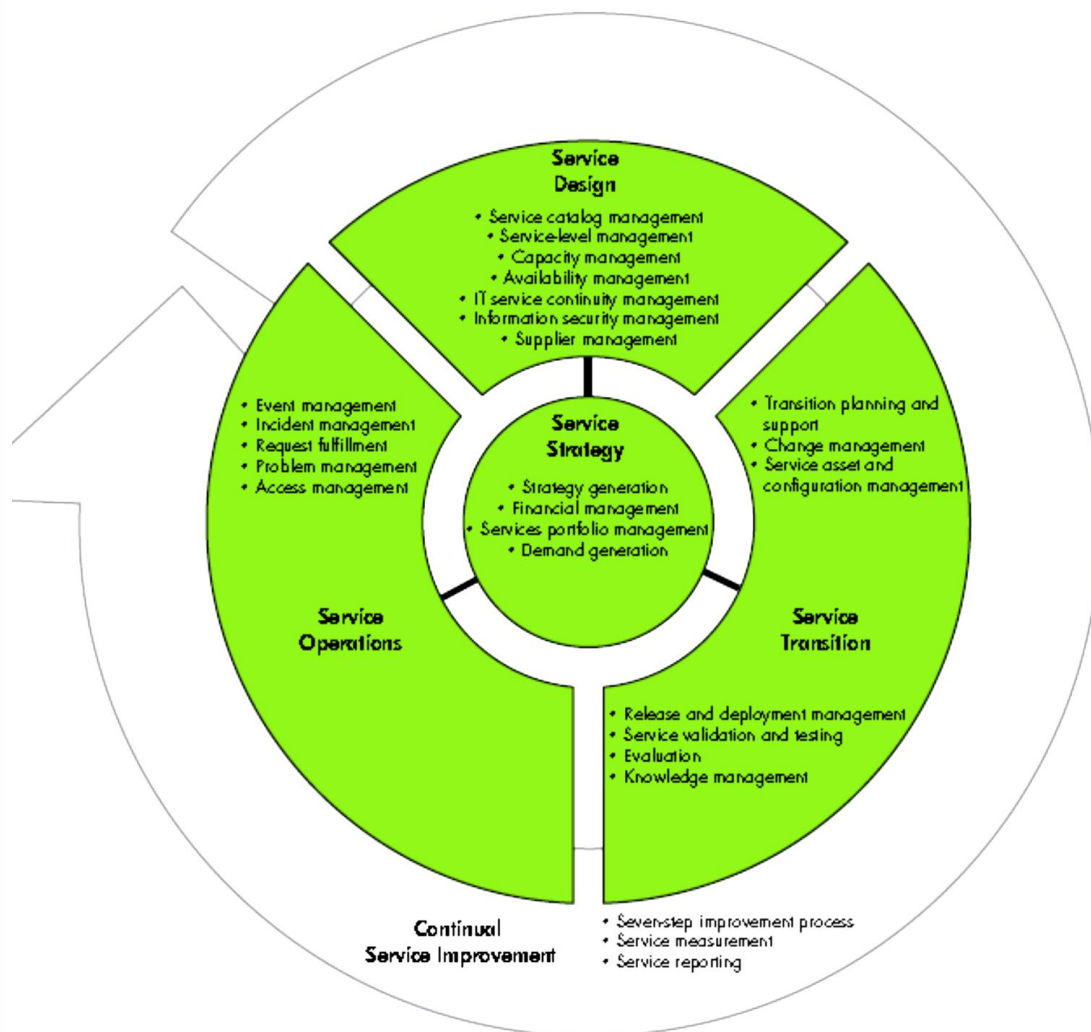 Service
Design
• Service catalog management
• Service-level management
• Capacity management
• Availability management
• IT service continuity management
• Information security management
• Supplier management
• Event management
• Incident management
• Request fulfillment
• Problem management
• Access management
Service
Strategy
• Strategy generation
• Financial management
• Services portfolio management
• Demand generation
• Transition planning and
support
• Change management
• Service asset and
configuration management
Service
Operations
Service
Transition
• Release and deployment management
• Service validation and testing
• Evaluation
• Knowledge management
Continual
Service Improvement
• Seven-step improvement process
• Service measurement
• Service reporting